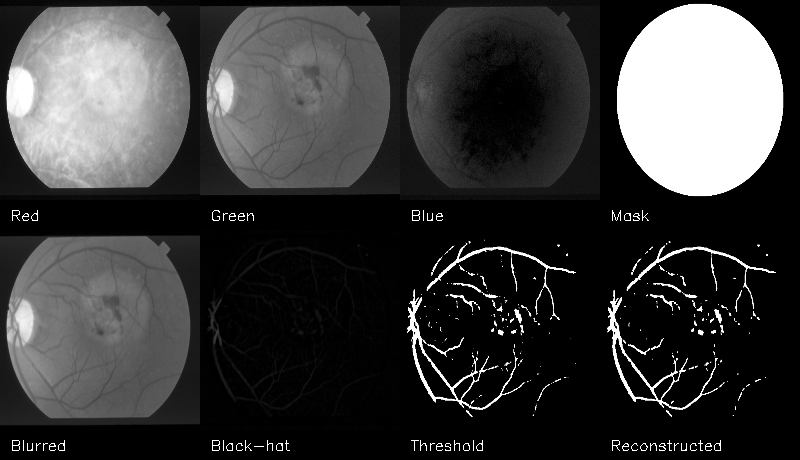 Red
Green
Blue
Mask
Blurred
Black-hat
Threshold
Reconstructed